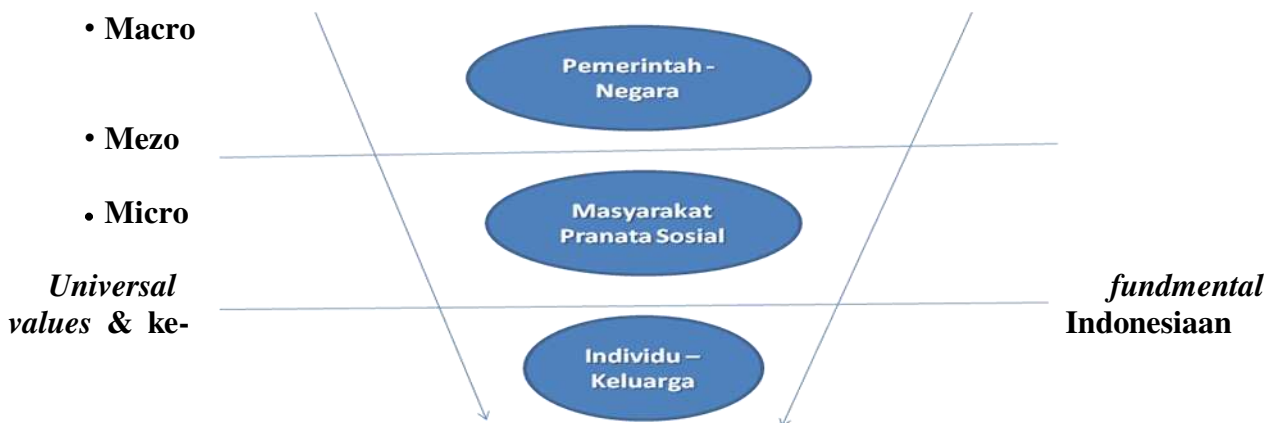 • Macro
Pemerintah -
Negara
• Mezo
• Micro
Masyarakat
Pranata Sosial
Universal fundmental
values & ke- Indonesiaan
Individu –
Keluarga